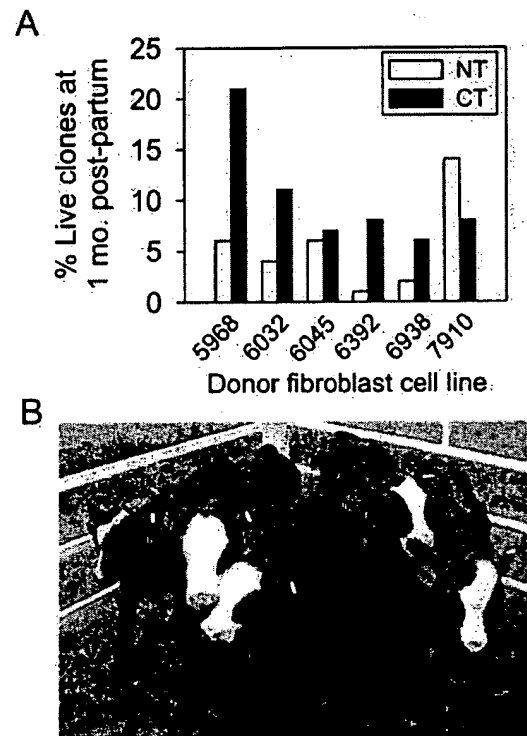 A
% Live clones at
1 mo. post-partum
25
20
15
10
5
0
NT
CT
5968
6032
6045
6392
6938
7910
Donor fibroblast cell line
B